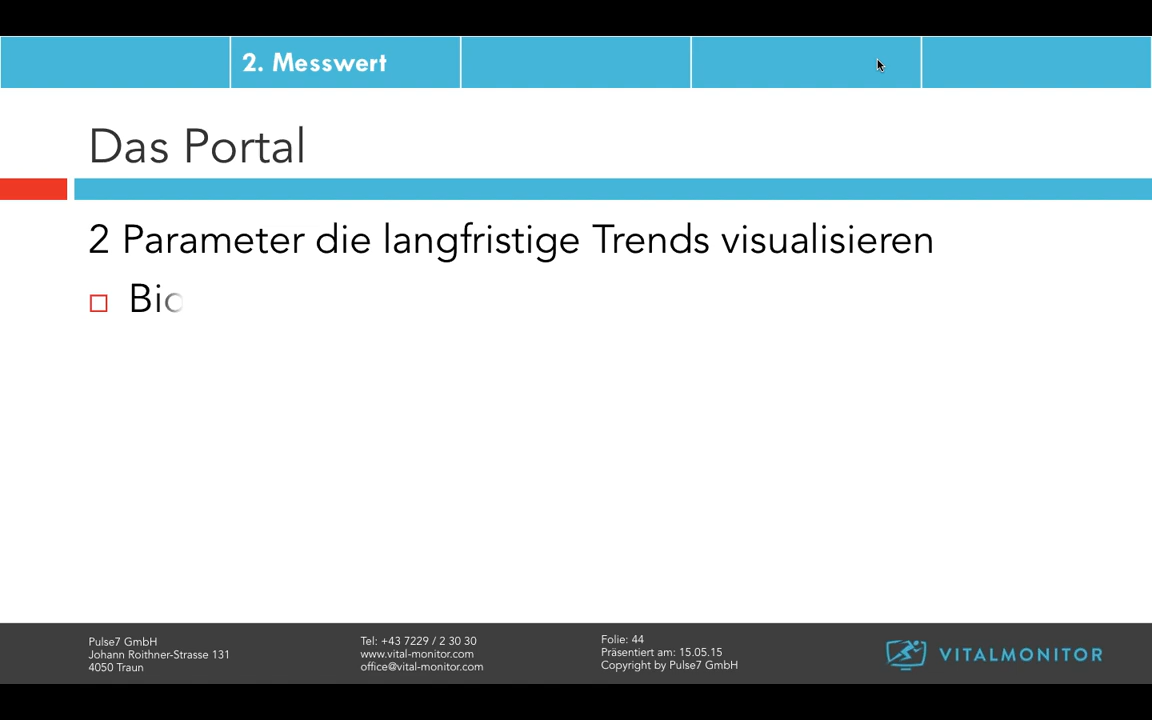 2. Messwert
Das Portal
2 Parameter die langfristige Trends visualisieren
Pulse7 GmbH
Johann Roithner-Strasse 131
4050 Traun
Tel: +43 7229 / 2 30 30
www.vital-monitor.com
office@vital-monitor.com
Folie: 44
Präsentiert am: 15.05.15
Copyright by Pulse7 GmbH
VITALMONITOR